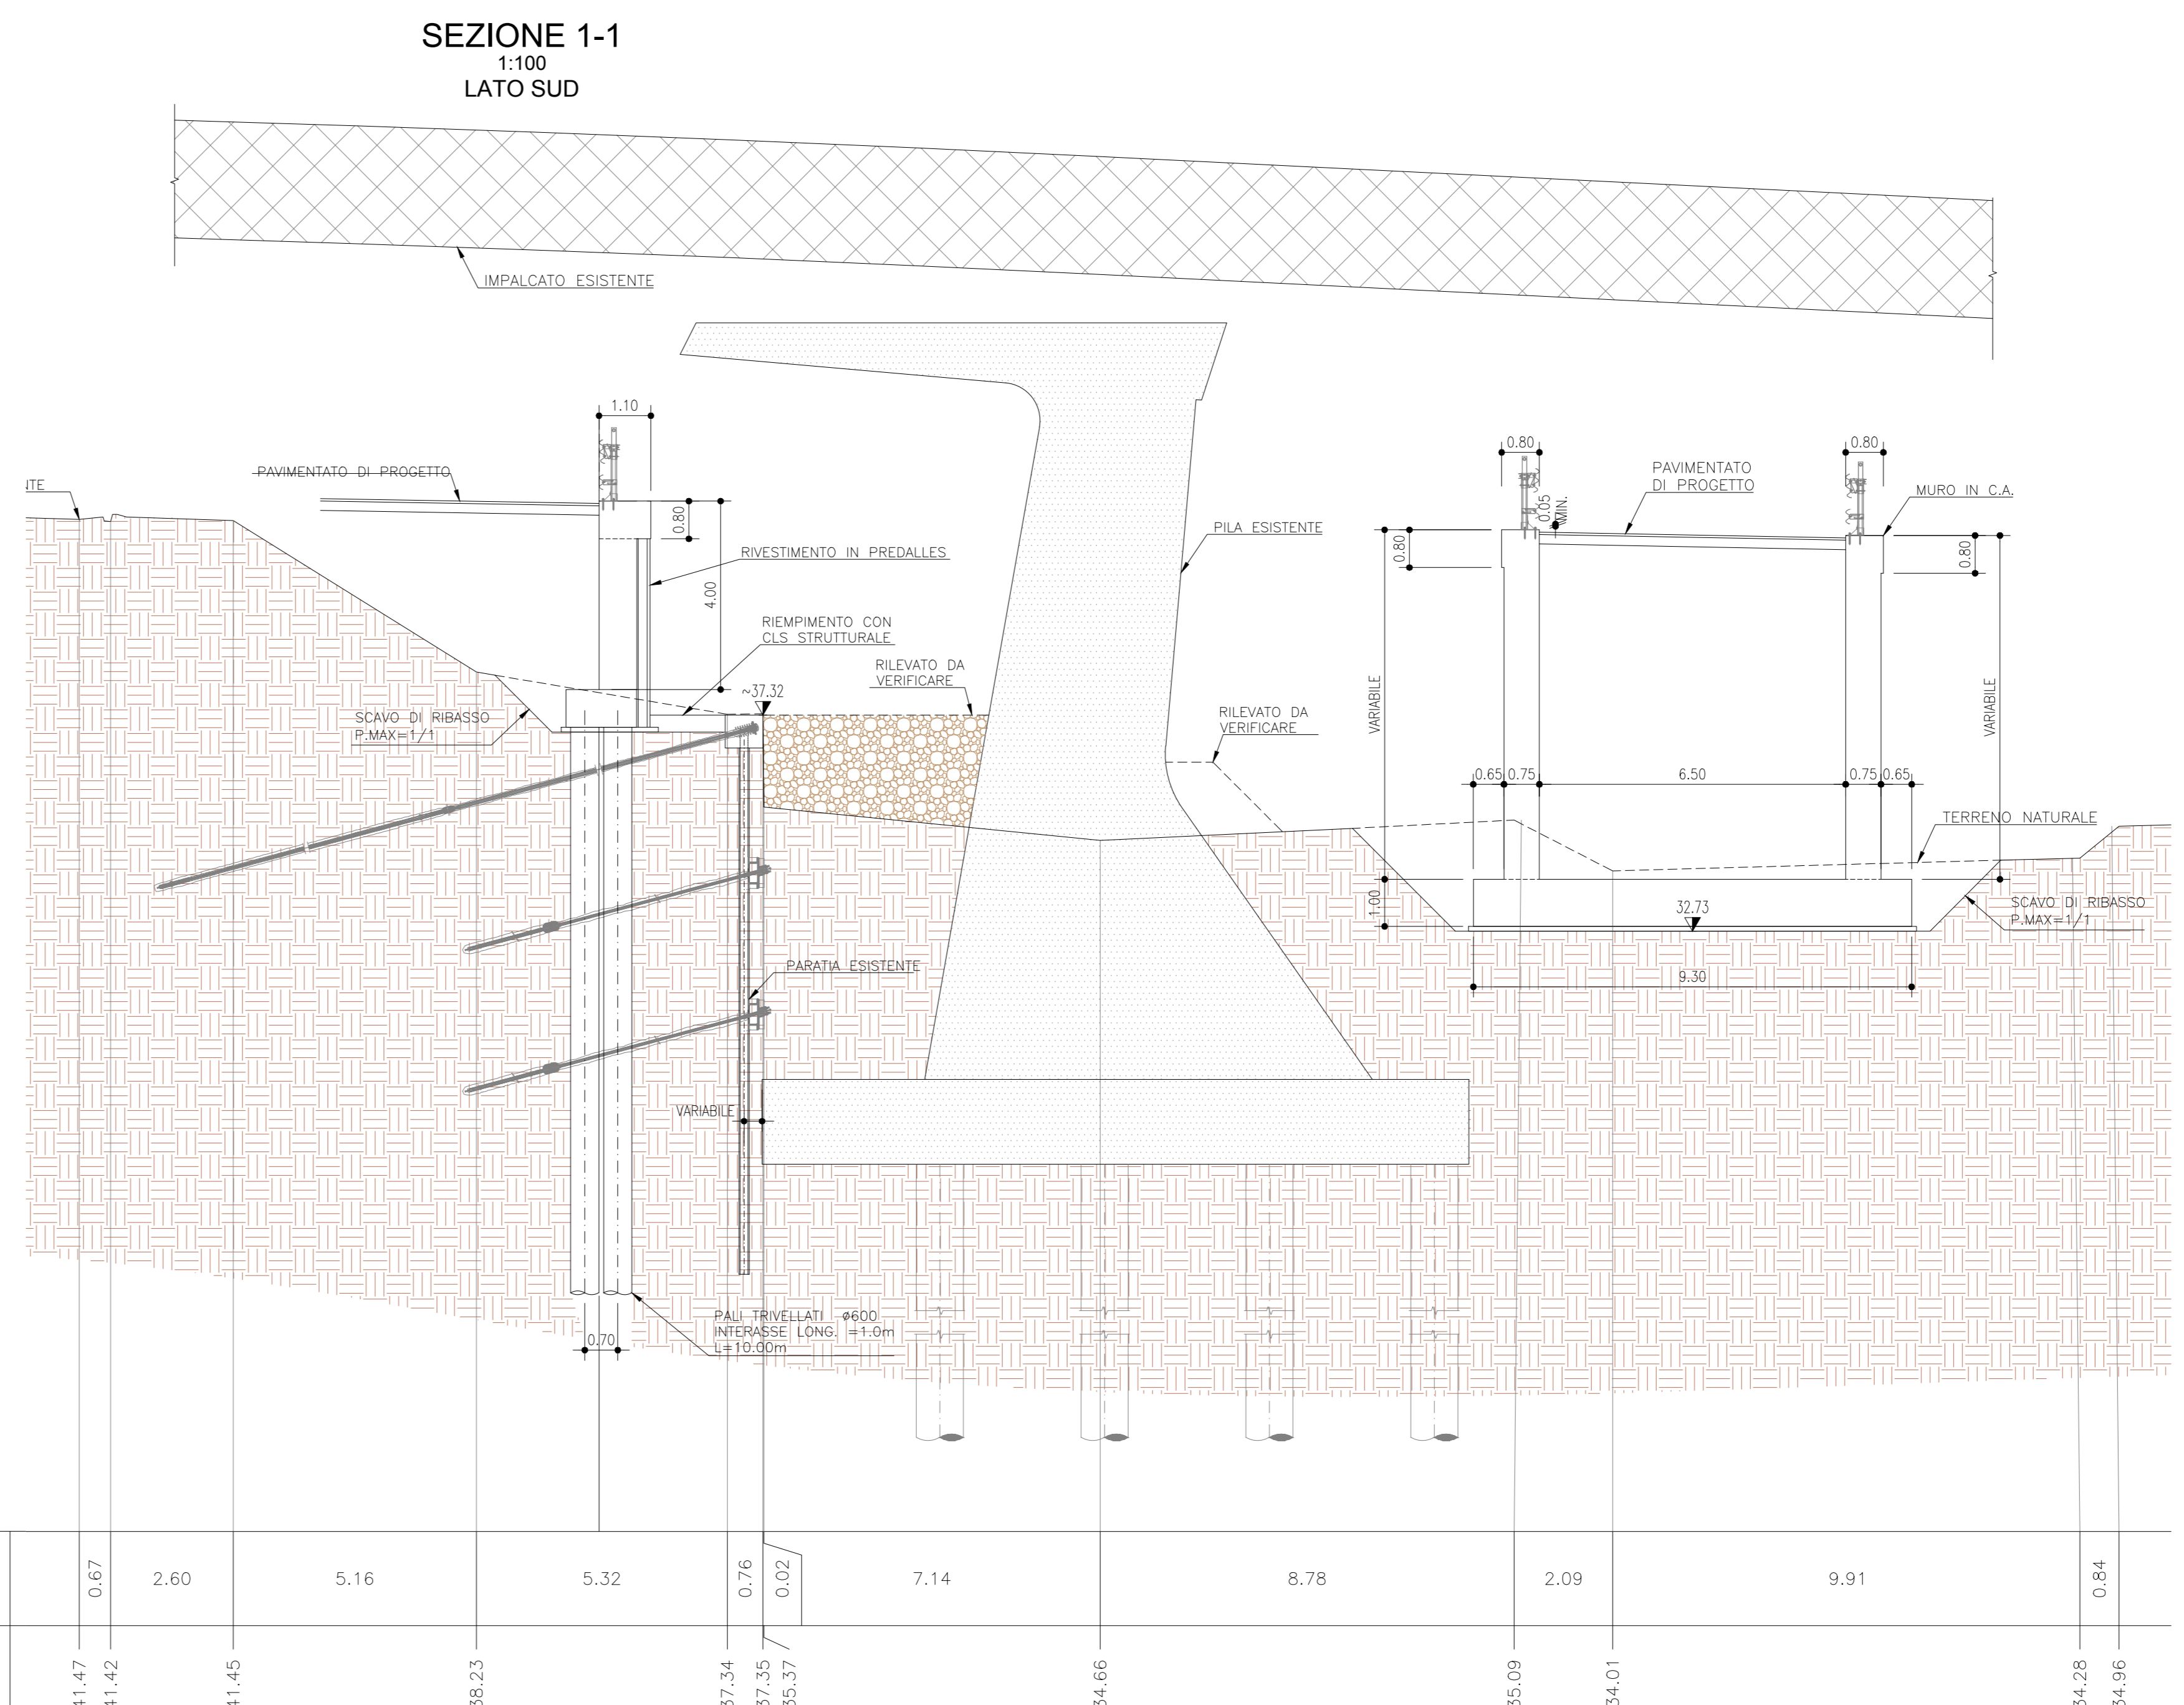 SEZIONE 1-1
1:100
LATO SUD
IMPALCATO ESISTENTE
1.10
0.80
0.80
PAVIMENTATO DI PROGETTO
PAVIMENTATO
DI PROGETTO
NTE
MURO IN C.A.
0.05
MIN.
0.80
PILA ESISTENTE
0.80
0.80
RIVESTIMENTO IN PREDALLES
4.00
RIEMPIMENTO CON
CLS STRUTTURALE
RILEVATO DA
VERIFICARE
~37.32
VARIABILE
VARIABILE
SCAVO DI RIBASSO
P.MAX=1/1
RILEVATO DA
VERIFICARE
0.65
0.75
6.50
0.75
0.65
TERRENO NATURALE
1.00
32.73
SCAVO DI RIBASSO
P.MAX=1/1
PARATIA ESISTENTE
9.30
VARIABILE
PALI TRIVELLATI ø600
INTERASSE LONG. =1.0m
L=10.00m
0.70
0.67
2.60
5.16
5.32
0.76
0.02
7.14
8.78
2.09
9.91
0.84
41.47
41.42
41.45
38.23
37.34
37.35
35.37
34.66
35.09
34.01
34.28
34.96